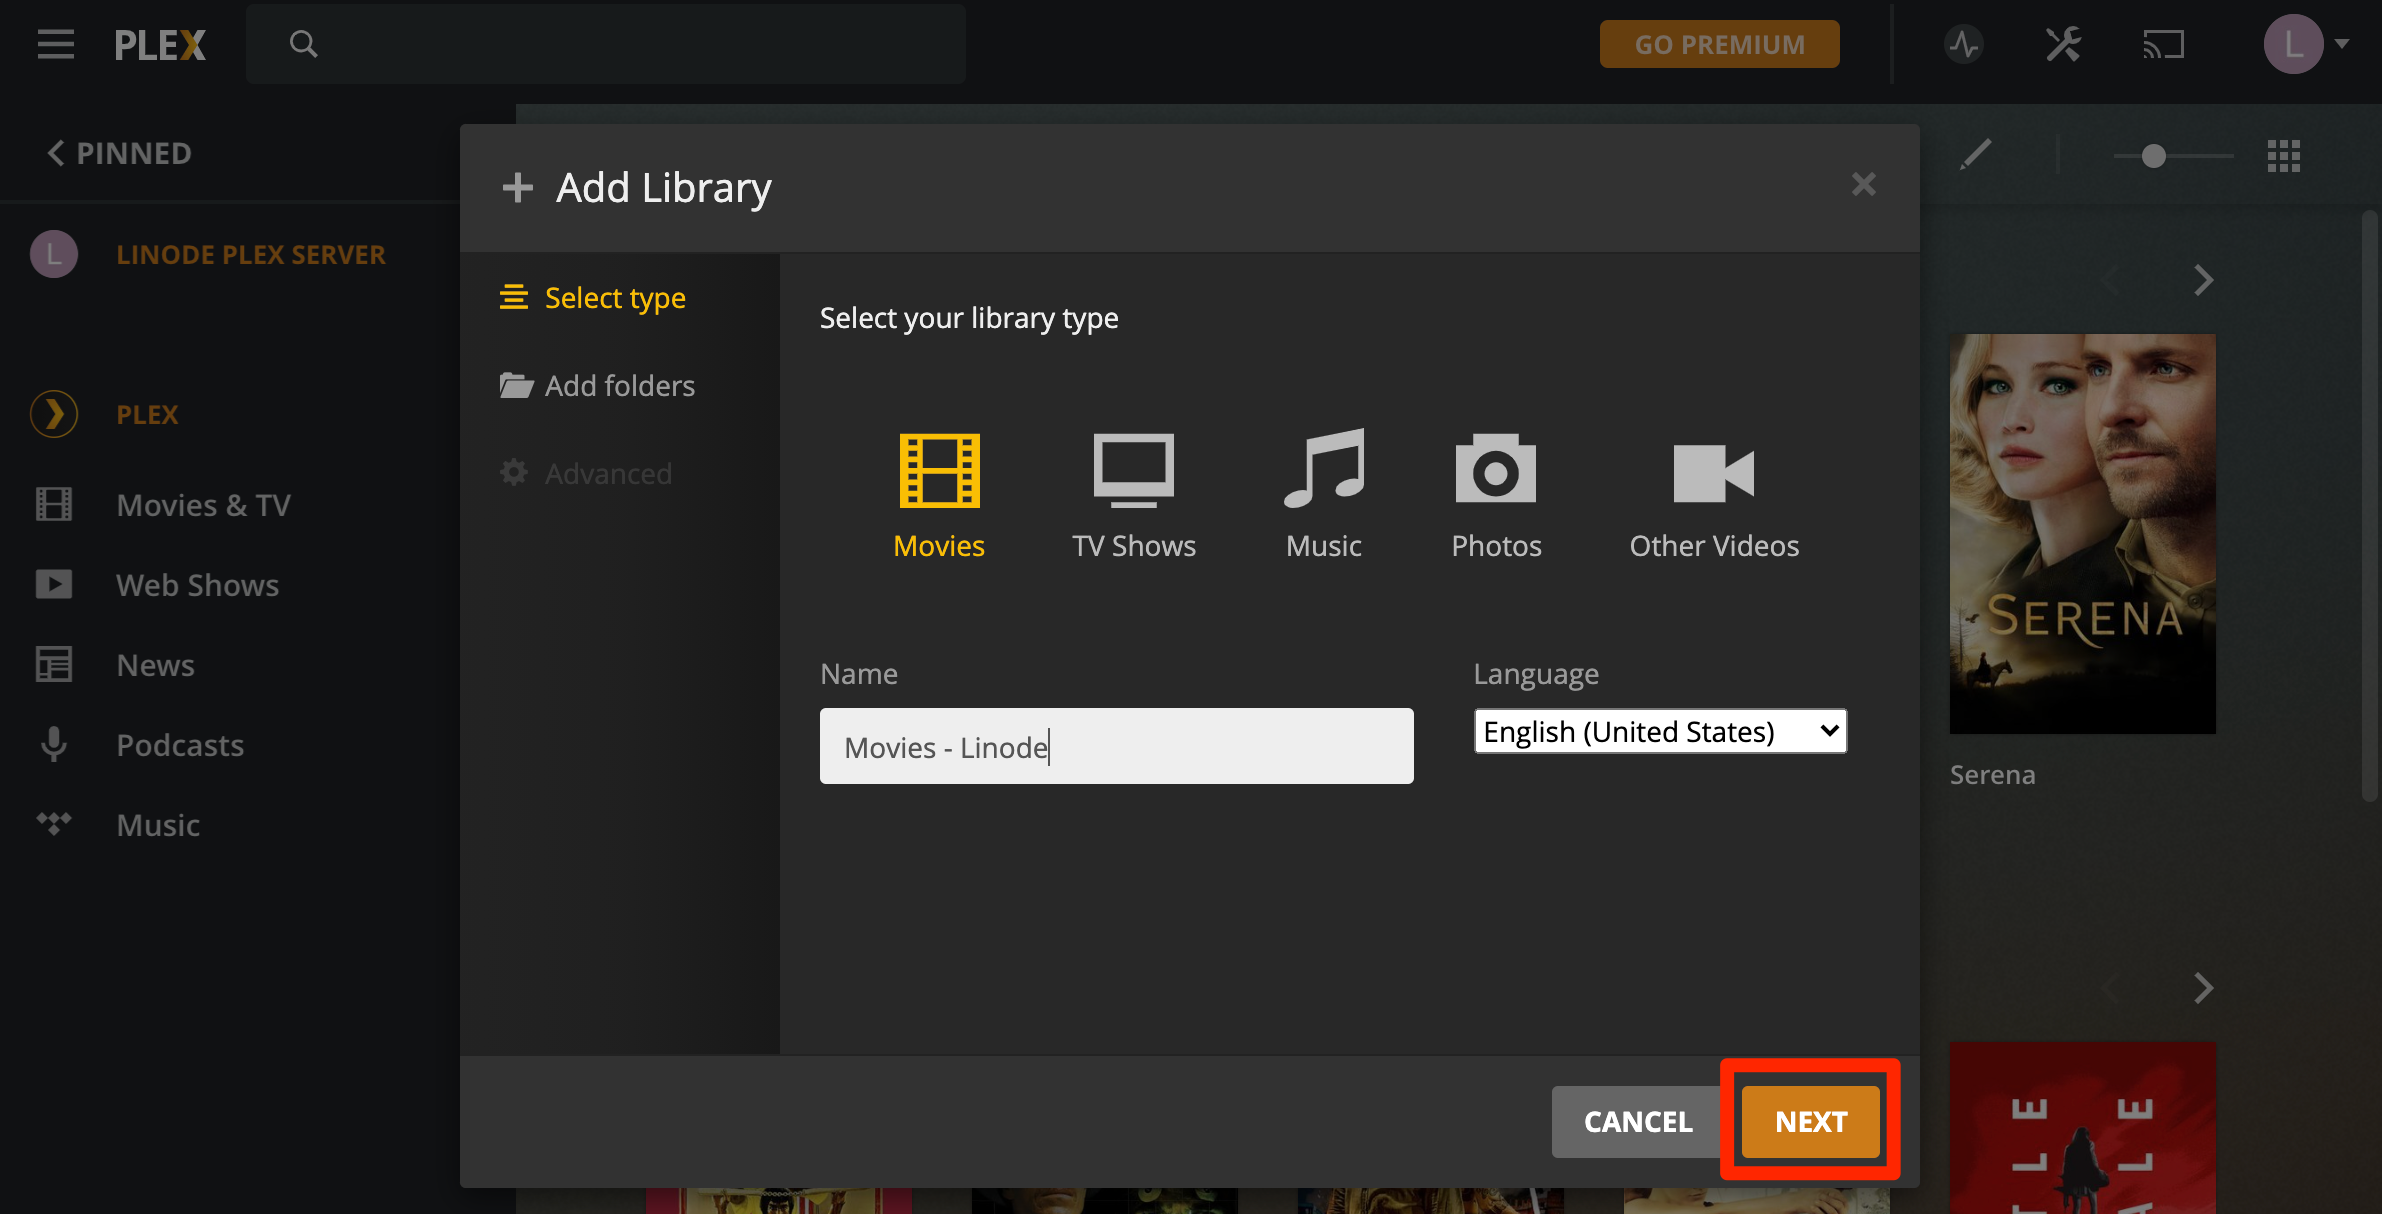 PLEX
GO PREMIUM
L
PINNED
L
LINODE PLEX SERVER
PLEX
Movies & TV
Web Shows
News
Podcasts
Music
Add Library
Select type
Add folders
Advanced
Select your library type
Movies
TV Shows
Music
Photos
Other Videos
Name
Language
Movies - Linode
English (United States)
CANCEL
NEXT
SERENA
Serena